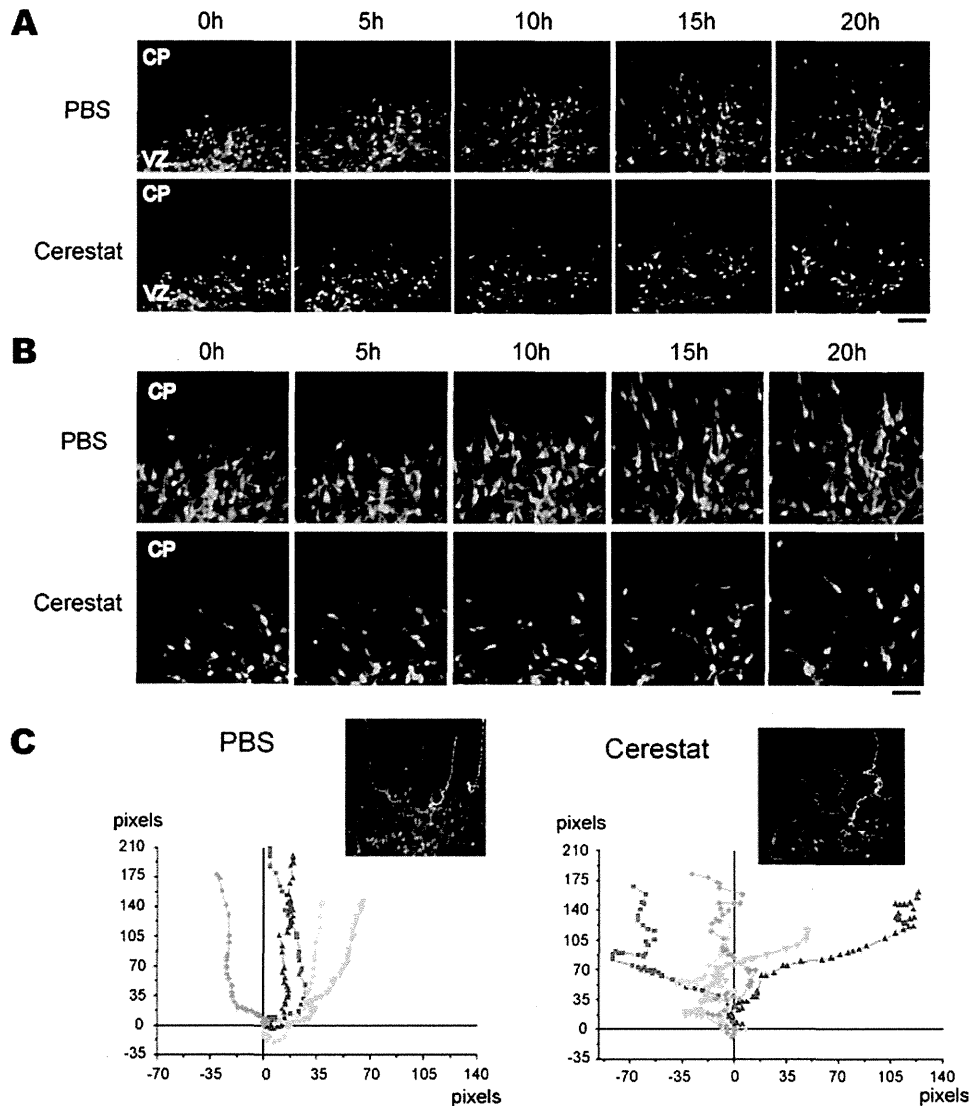 A
0h 5h 10h 15h 20h
CP
PBS
VZ
CP
Cerestat
VZ
B
0h 5h 10h 15h 20h
CP
PBS
CP
Cerestat
C
PBS
Cerestat
pixels
210
175
140
105
70
35
0
-35
-70 -35 0 35 70 105 140
pixels
pixels
210
175
140
105
70
35
0
-35
-70 -35 0 35 70 105 140
pixels